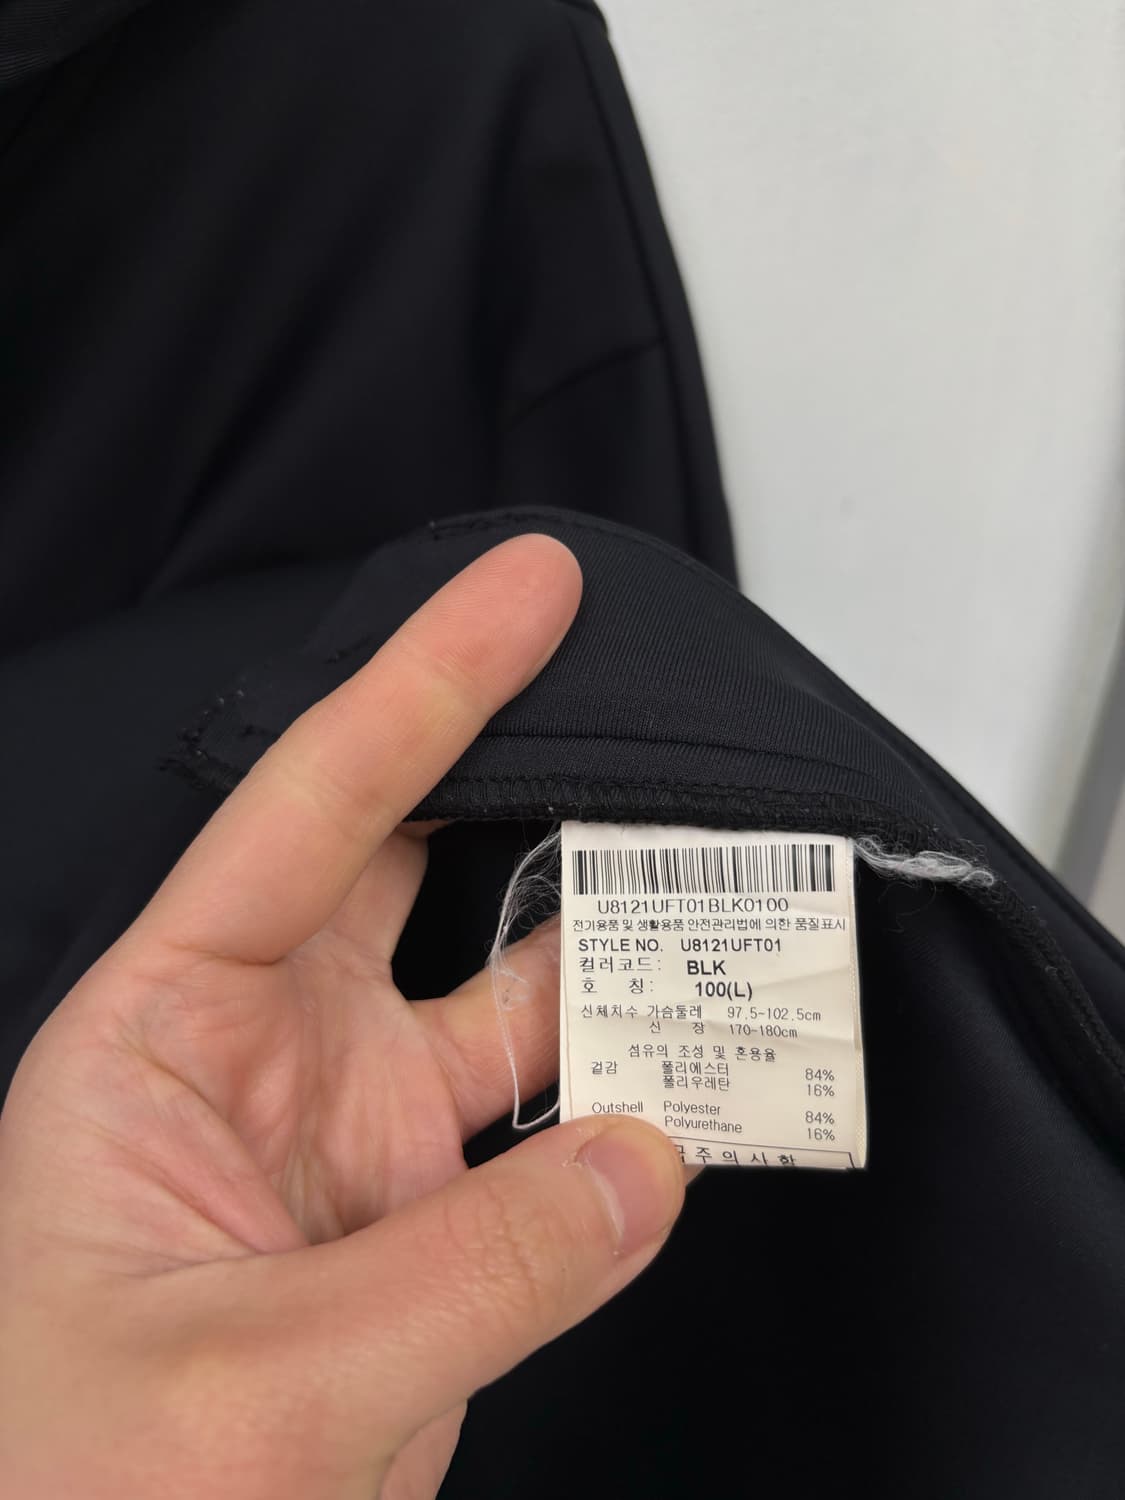 U8121UFT01BLK0100
전기용품 및 생활용품 안전관리법에 의한 품질표시
STYLE NO. U8121UFT01
컬러코드: BLK
호 칭: 100(L)
신체치수 가슴둘레 97.5~102.5cm
신 장 170~180cm
섬유의 조성 및 혼용율
겉감 폴리에스터 84%
폴리우레탄 16%
Outshell Polyester 84%
Polyurethane 16%